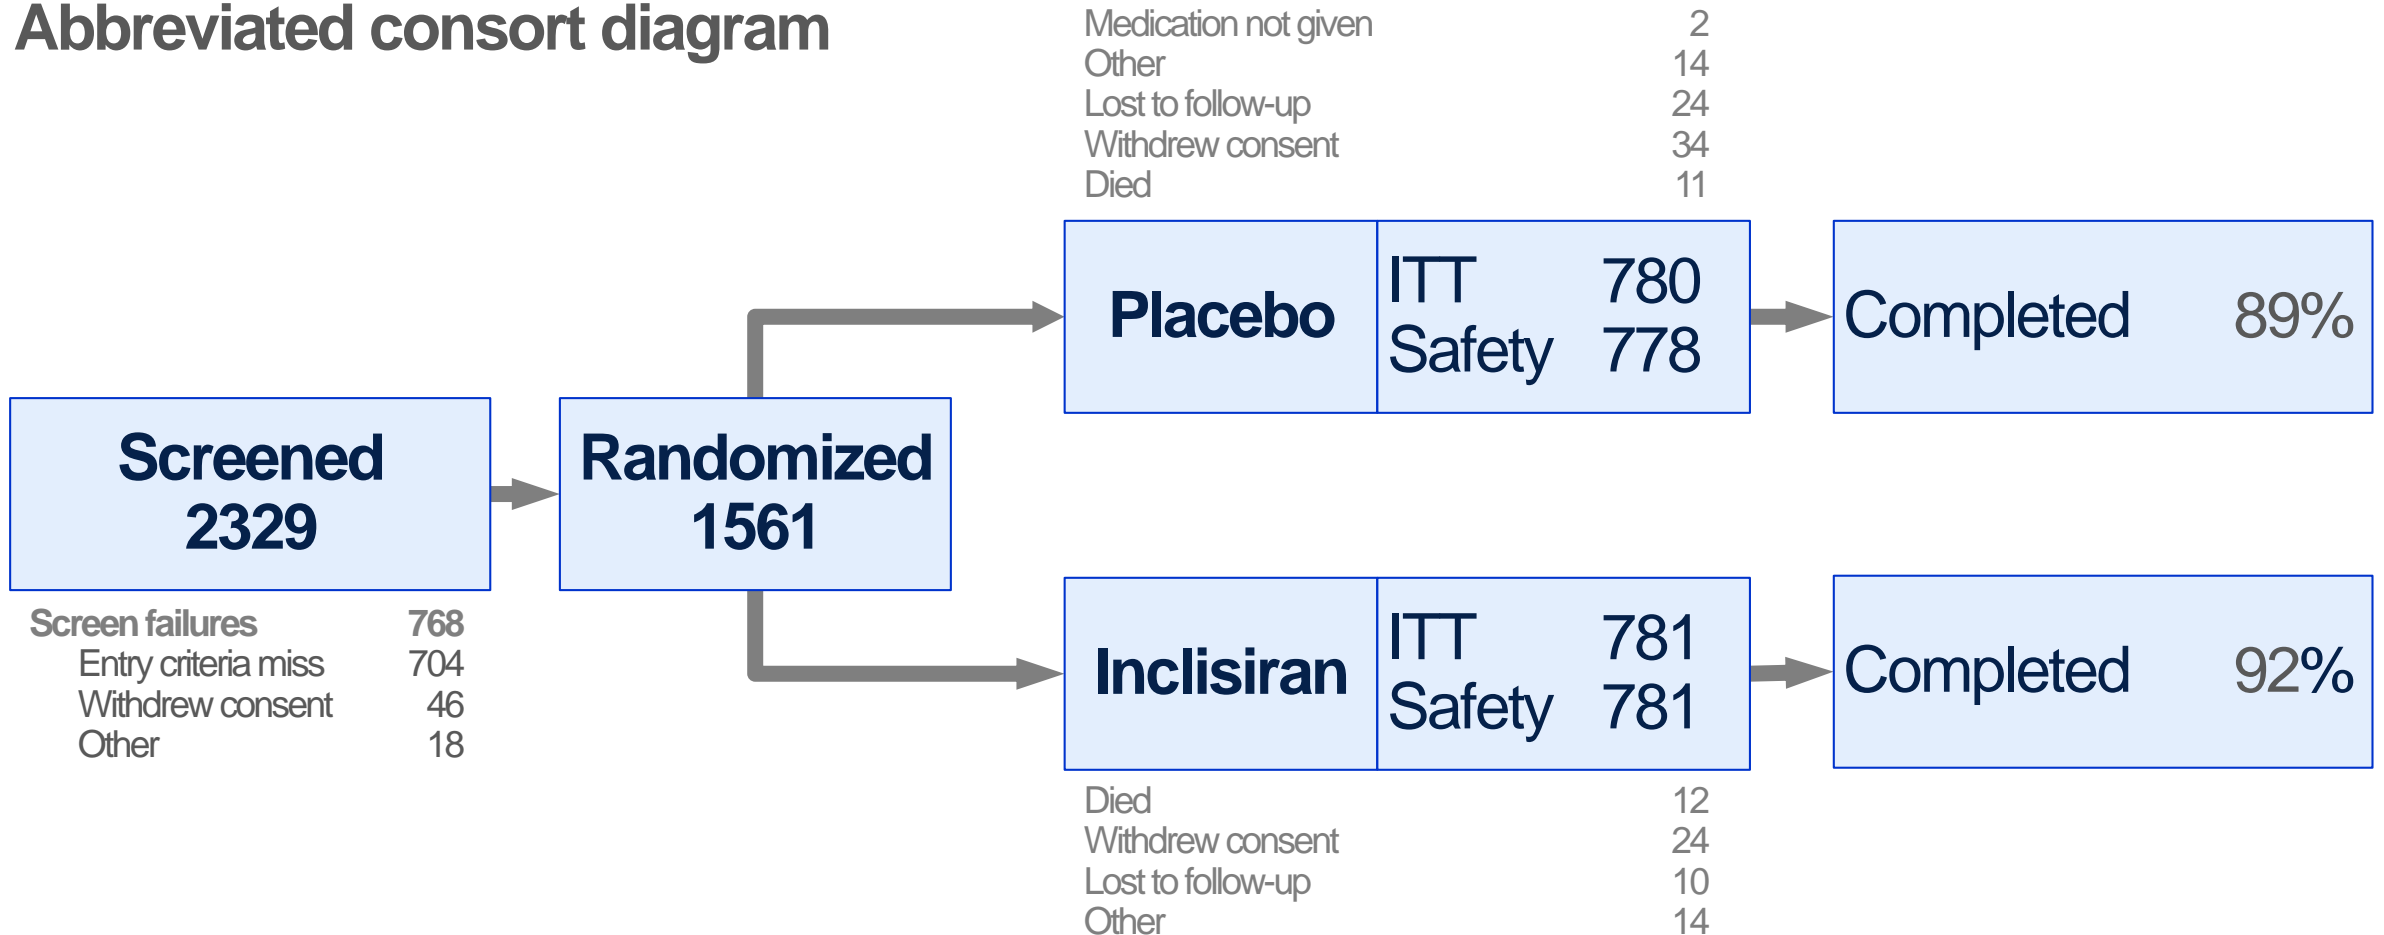 Abbreviated consort diagram
Medication not given 2
Other 14
Lost to follow-up 24
Withdrew consent 34
Died 11
Placebo
ITT 780
Safety 778
Completed 89%
Screened
2329
Randomized
1561
Screen failures 768
Entry criteria miss 704
Withdrew consent 46
Other 18
Inclisiran
ITT 781
Safety 781
Completed 92%
Died 12
Withdrew consent 24
Lost to follow-up 10
Other 14